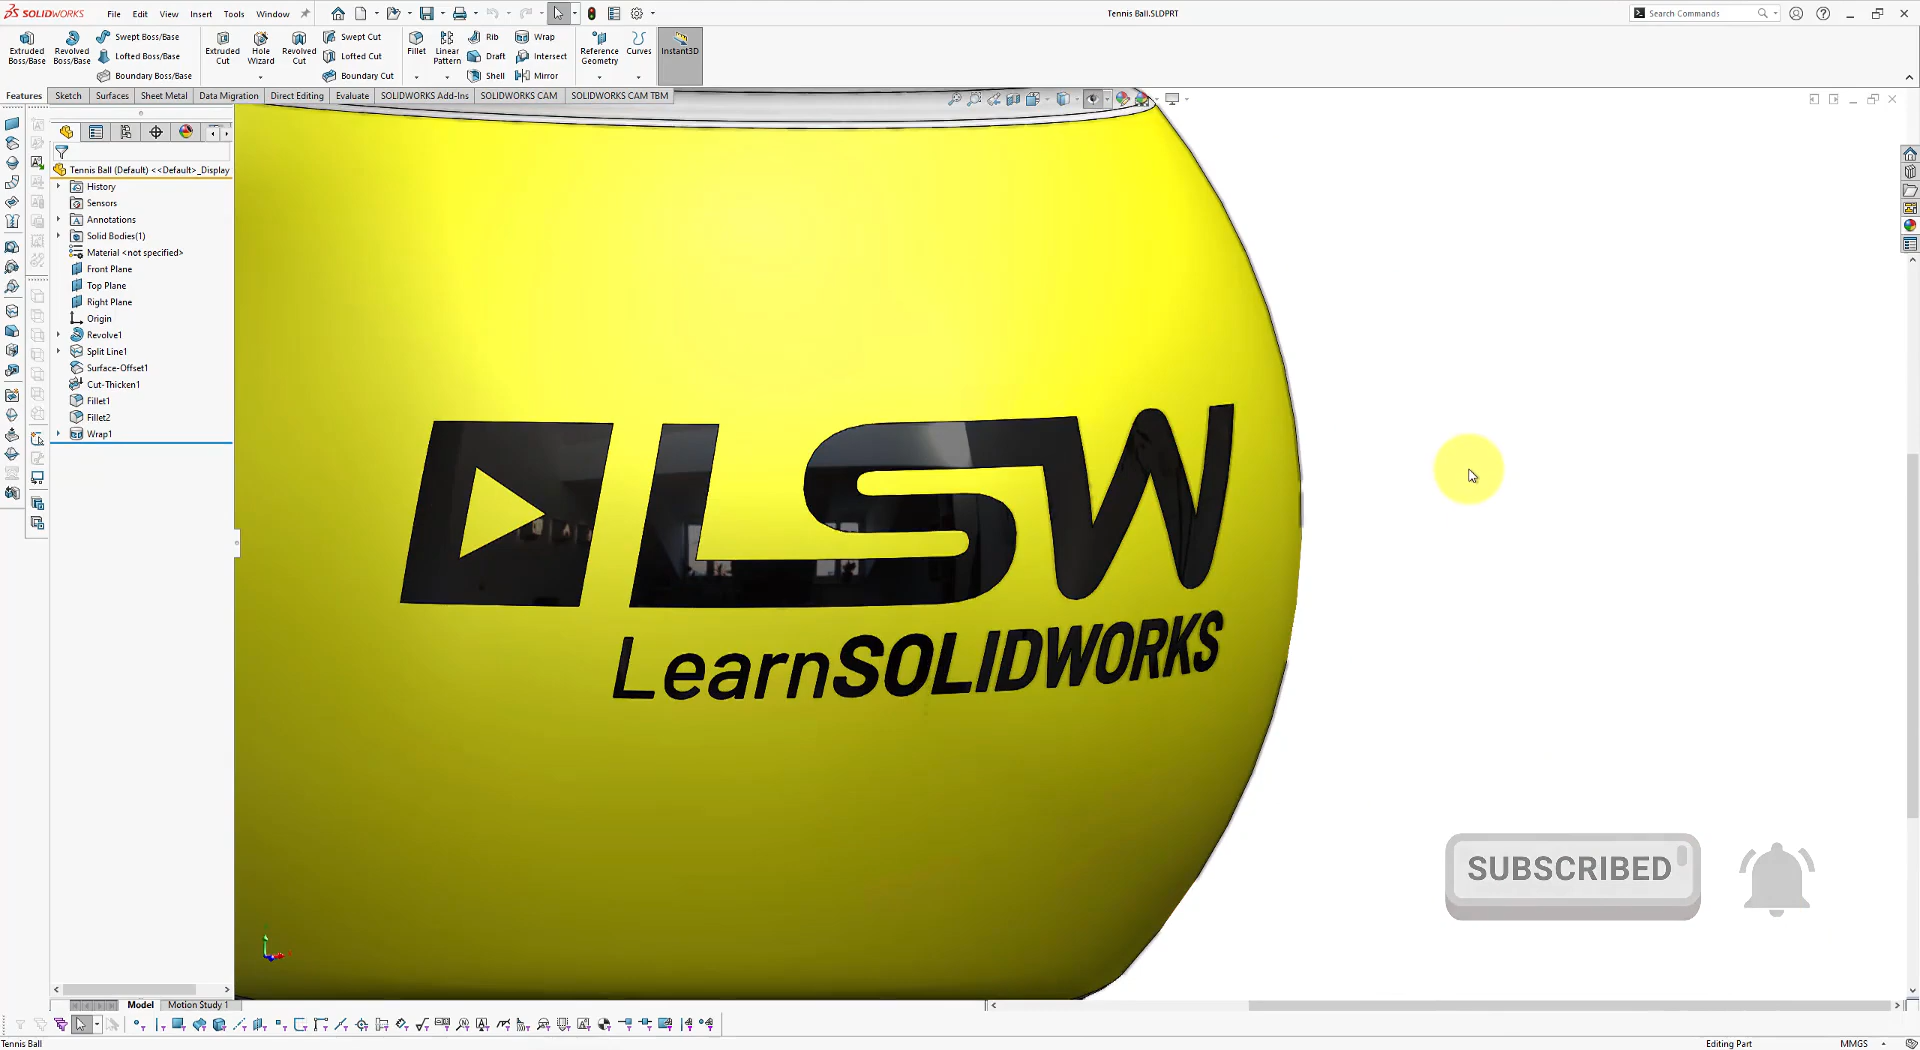 SOLIDWORKS File Edit View Insert Tools Window Tennis Ball.SLDPRT Search Commands
Extruded Boss/Base
Revolved Boss/Base
Swept Boss/Base
Lofted Boss/Base
Boundary Boss/Base
Extruded Cut
Hole Wizard
Revolved Cut
Swept Cut
Lofted Cut
Boundary Cut
Fillet
Linear Pattern
Rib
Draft
Shell
Wrap
Intersect
Mirror
Reference Geometry
Curves
Instant3D
Features Sketch Surfaces Sheet Metal Data Migration Direct Editing Evaluate SOLIDWORKS Add-Ins SOLIDWORKS CAM SOLIDWORKS CAM TBM
Tennis Ball (Default) <<Default>_Display
History
Sensors
Annotations
Solid Bodies(1)
Material <not specified>
Front Plane
Top Plane
Right Plane
Origin
Revolve1
Split Line1
Surface-Offset1
Cut-Thicken1
Fillet1
Fillet2
Wrap1
LSW
LearnSOLIDWORKS
SUBSCRIBED
Model Motion Study 1
Tennis Ball Editing Part MMGS